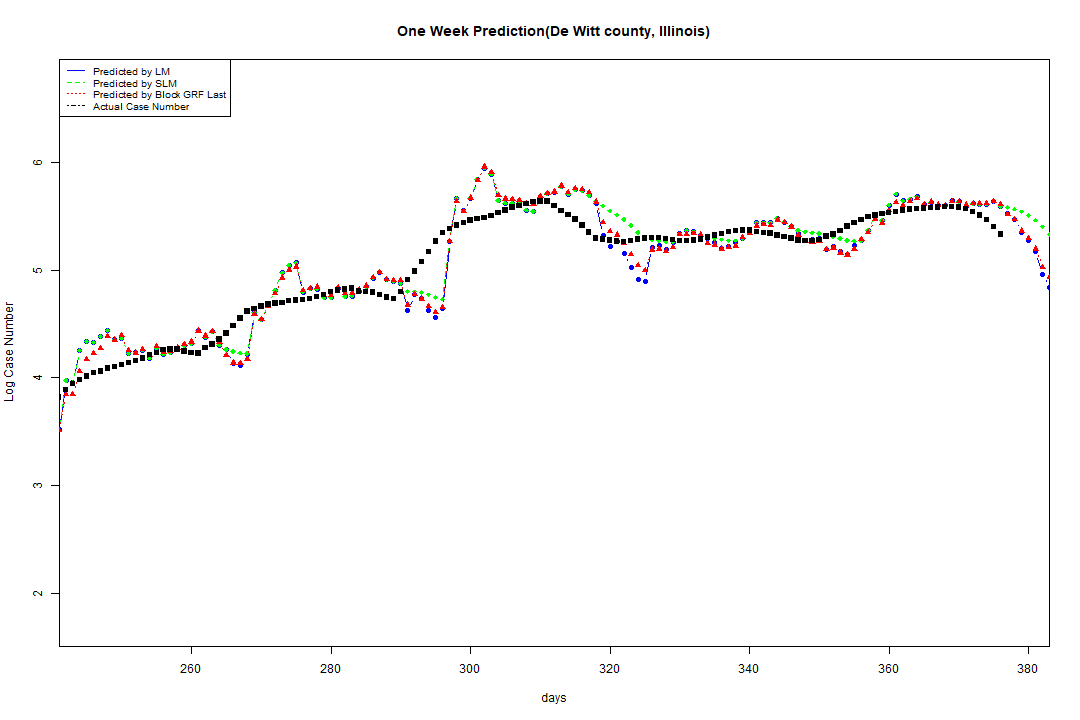 One Week Prediction(De Witt county, Illinois)
Predicted by LM
Predicted by SLM
Predicted by Block GRF Last
Actual Case Number
6
5
4
3
2
Log Case Number
260 280 300 320 340 360 380
days